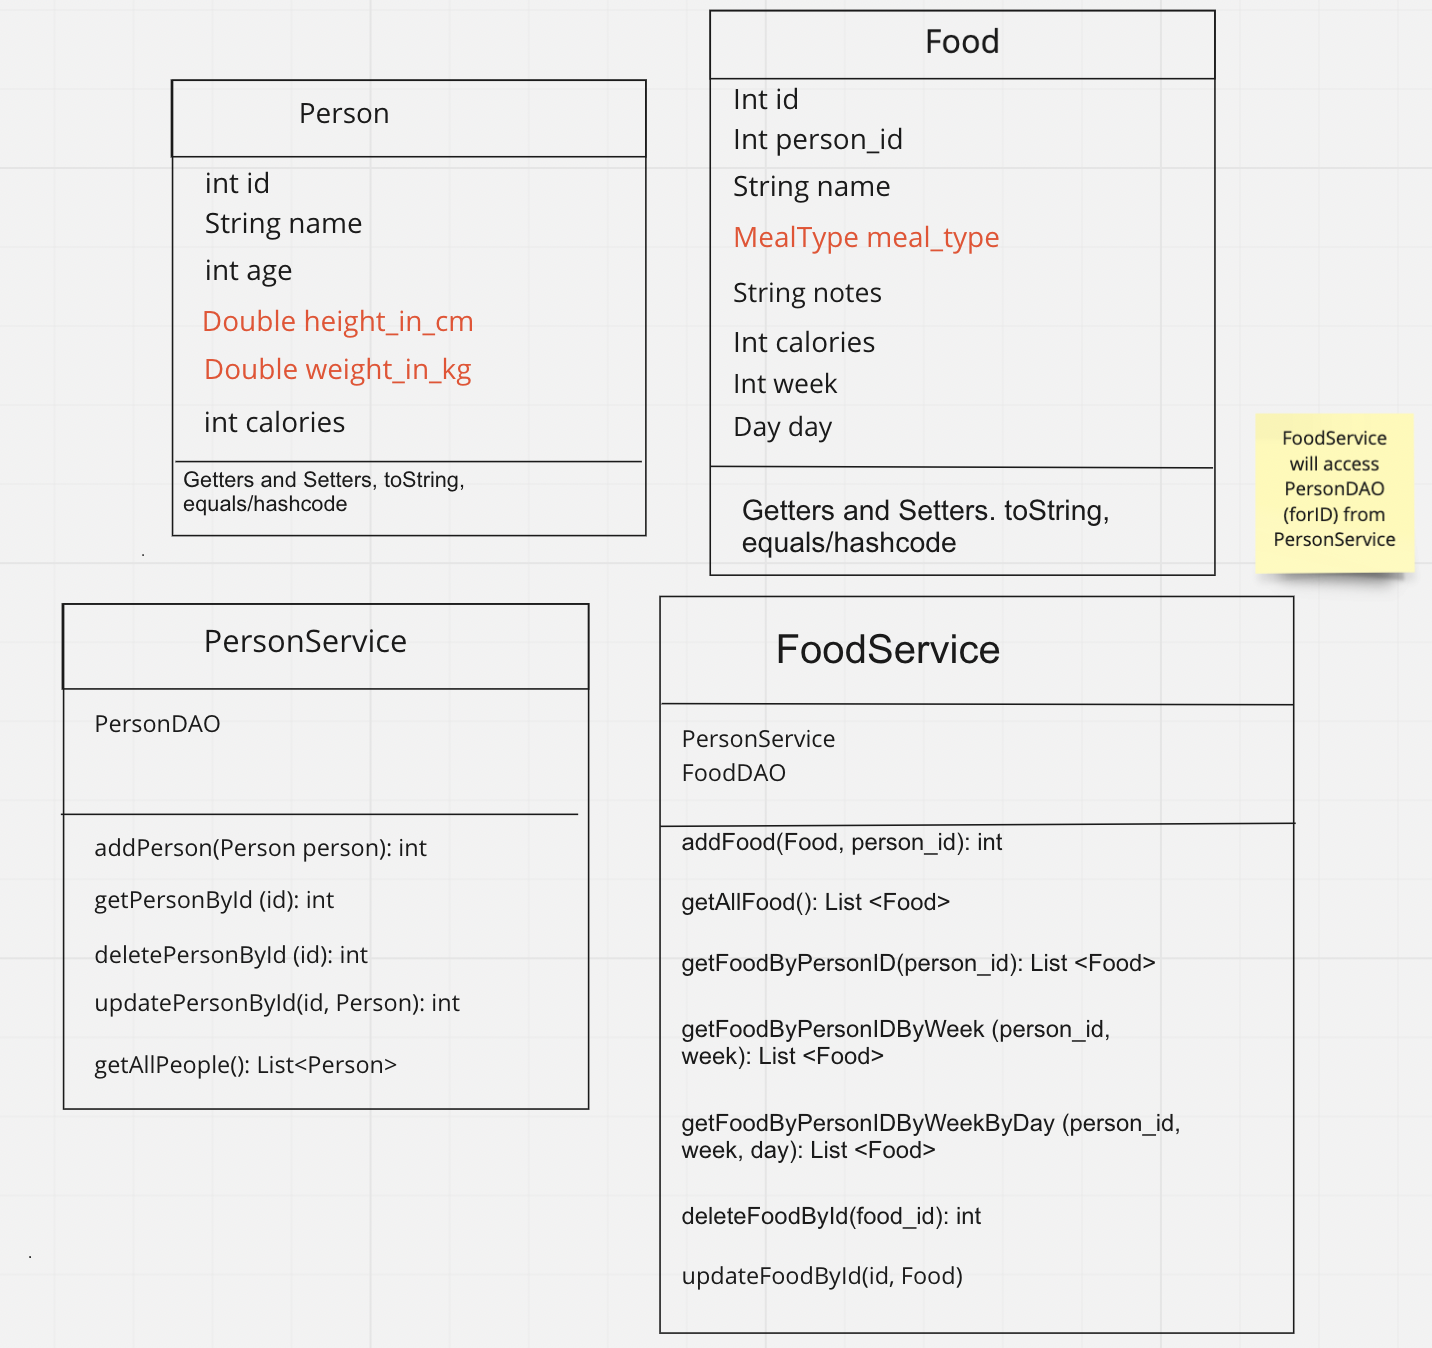 Person
int id
String name
int age
Double height_in_cm
Double weight_in_kg
int calories
Getters and Setters, toString,
equals/hashcode
Food
Int id
Int person_id
String name
MealType meal_type
String notes
Int calories
Int week
Day day
Getters and Setters. toString,
equals/hashcode
FoodService
will access
PersonDAO
(forID) from
PersonService
PersonService
PersonDAO
addPerson(Person person): int
getPersonById (id): int
deletePersonById (id): int
updatePersonById(id, Person): int
getAllPeople(): List<Person>
FoodService
PersonService
FoodDAO
addFood(Food, person_id): int
getAllFood(): List <Food>
getFoodByPersonID(person_id): List <Food>
getFoodByPersonIDByWeek (person_id,
week): List <Food>
getFoodByPersonIDByWeekByDay (person_id,
week, day): List <Food>
deleteFoodById(food_id): int
updateFoodById(id, Food)